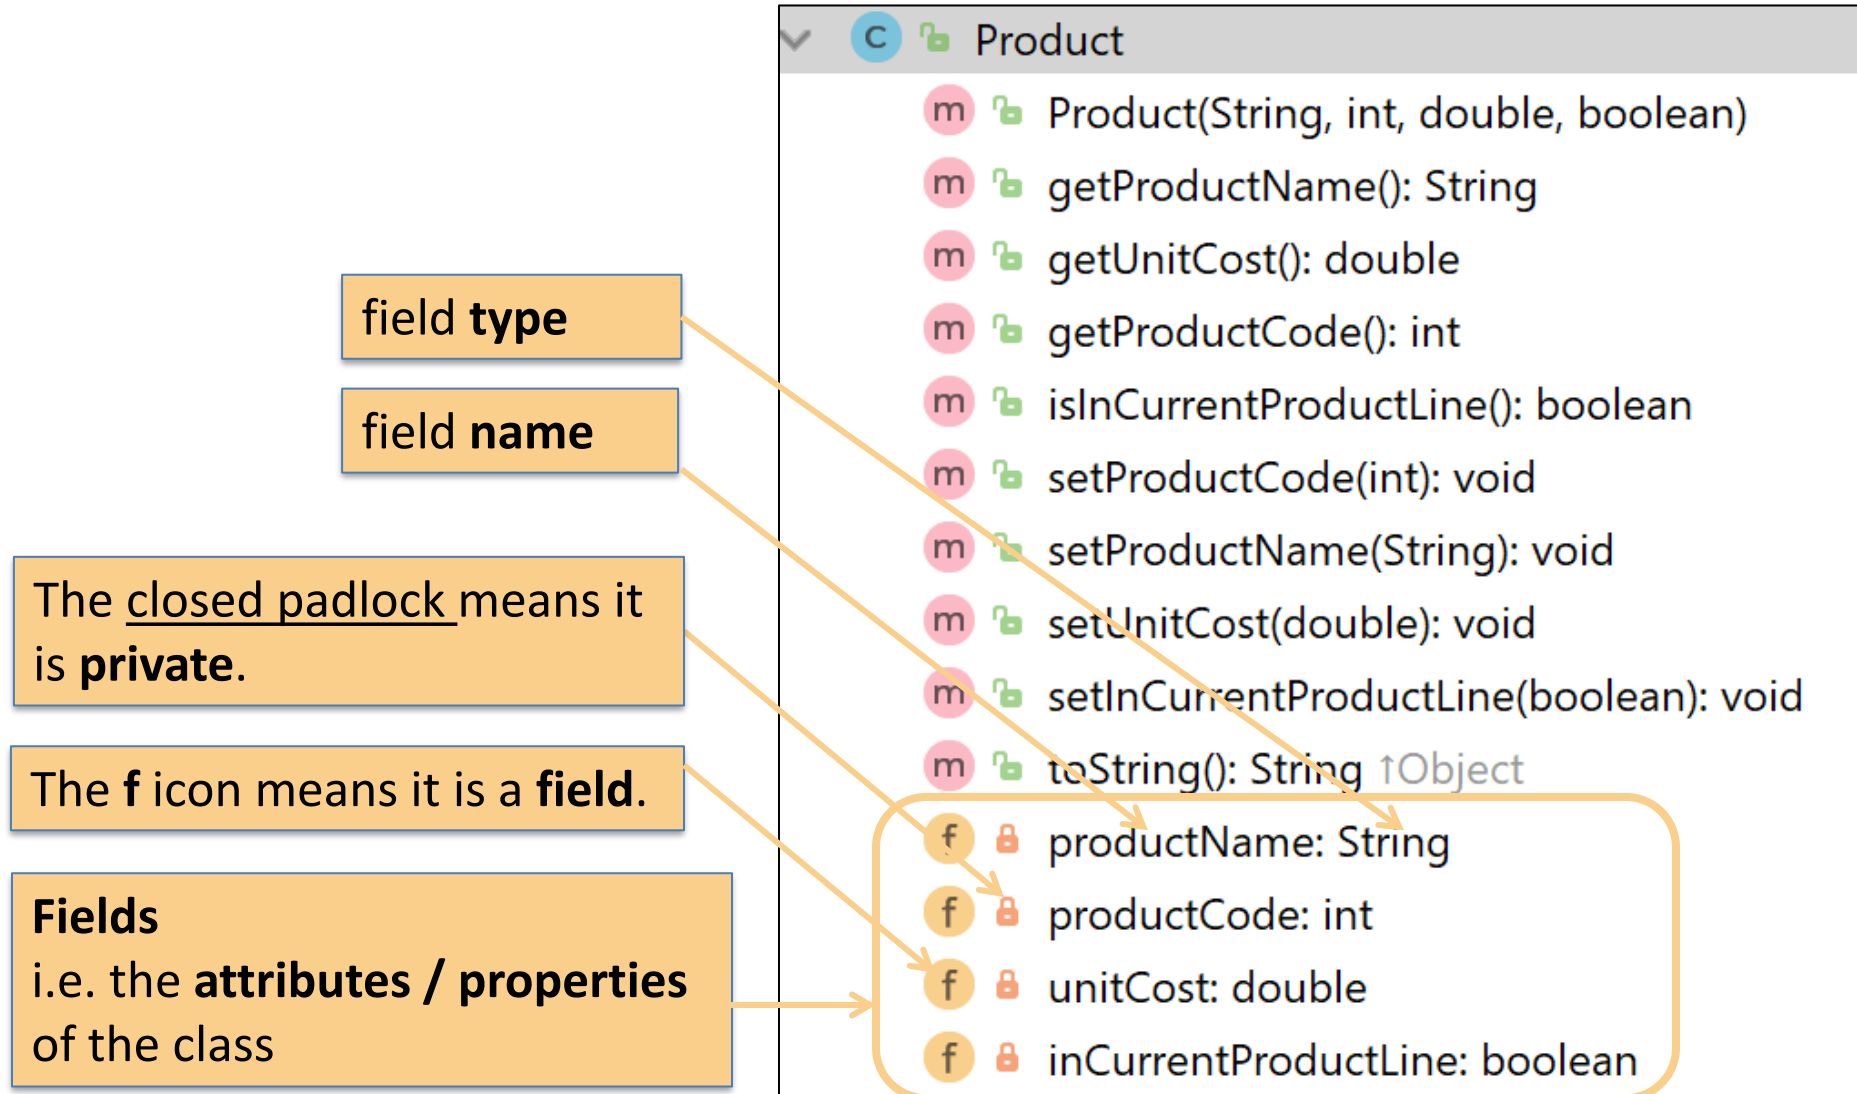 C Product
m Product(String, int, double, boolean)
m getProductName(): String
m getUnitCost(): double
m getProductCode(): int
m isInCurrentProductLine(): boolean
m setProductCode(int): void
m setProductName(String): void
m setUnitCost(double): void
m setInCurrentProductLine(boolean): void
m toString(): String ↑Object
f productName: String
f productCode: int
f unitCost: double
f inCurrentProductLine: boolean
field type
field name
The closed padlock means it
is private.
The f icon means it is a field.
Fields
i.e. the attributes / properties
of the class